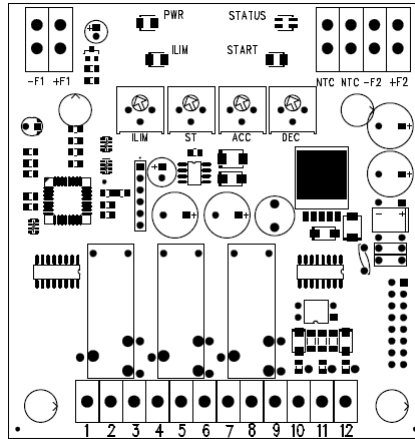 PWR STATUS
ILIM START
-F1 +F1 NTC NTC -F2 +F2
ILIM ST ACC DEC
1 2 3 4 5 6 7 8 9 10 11 12